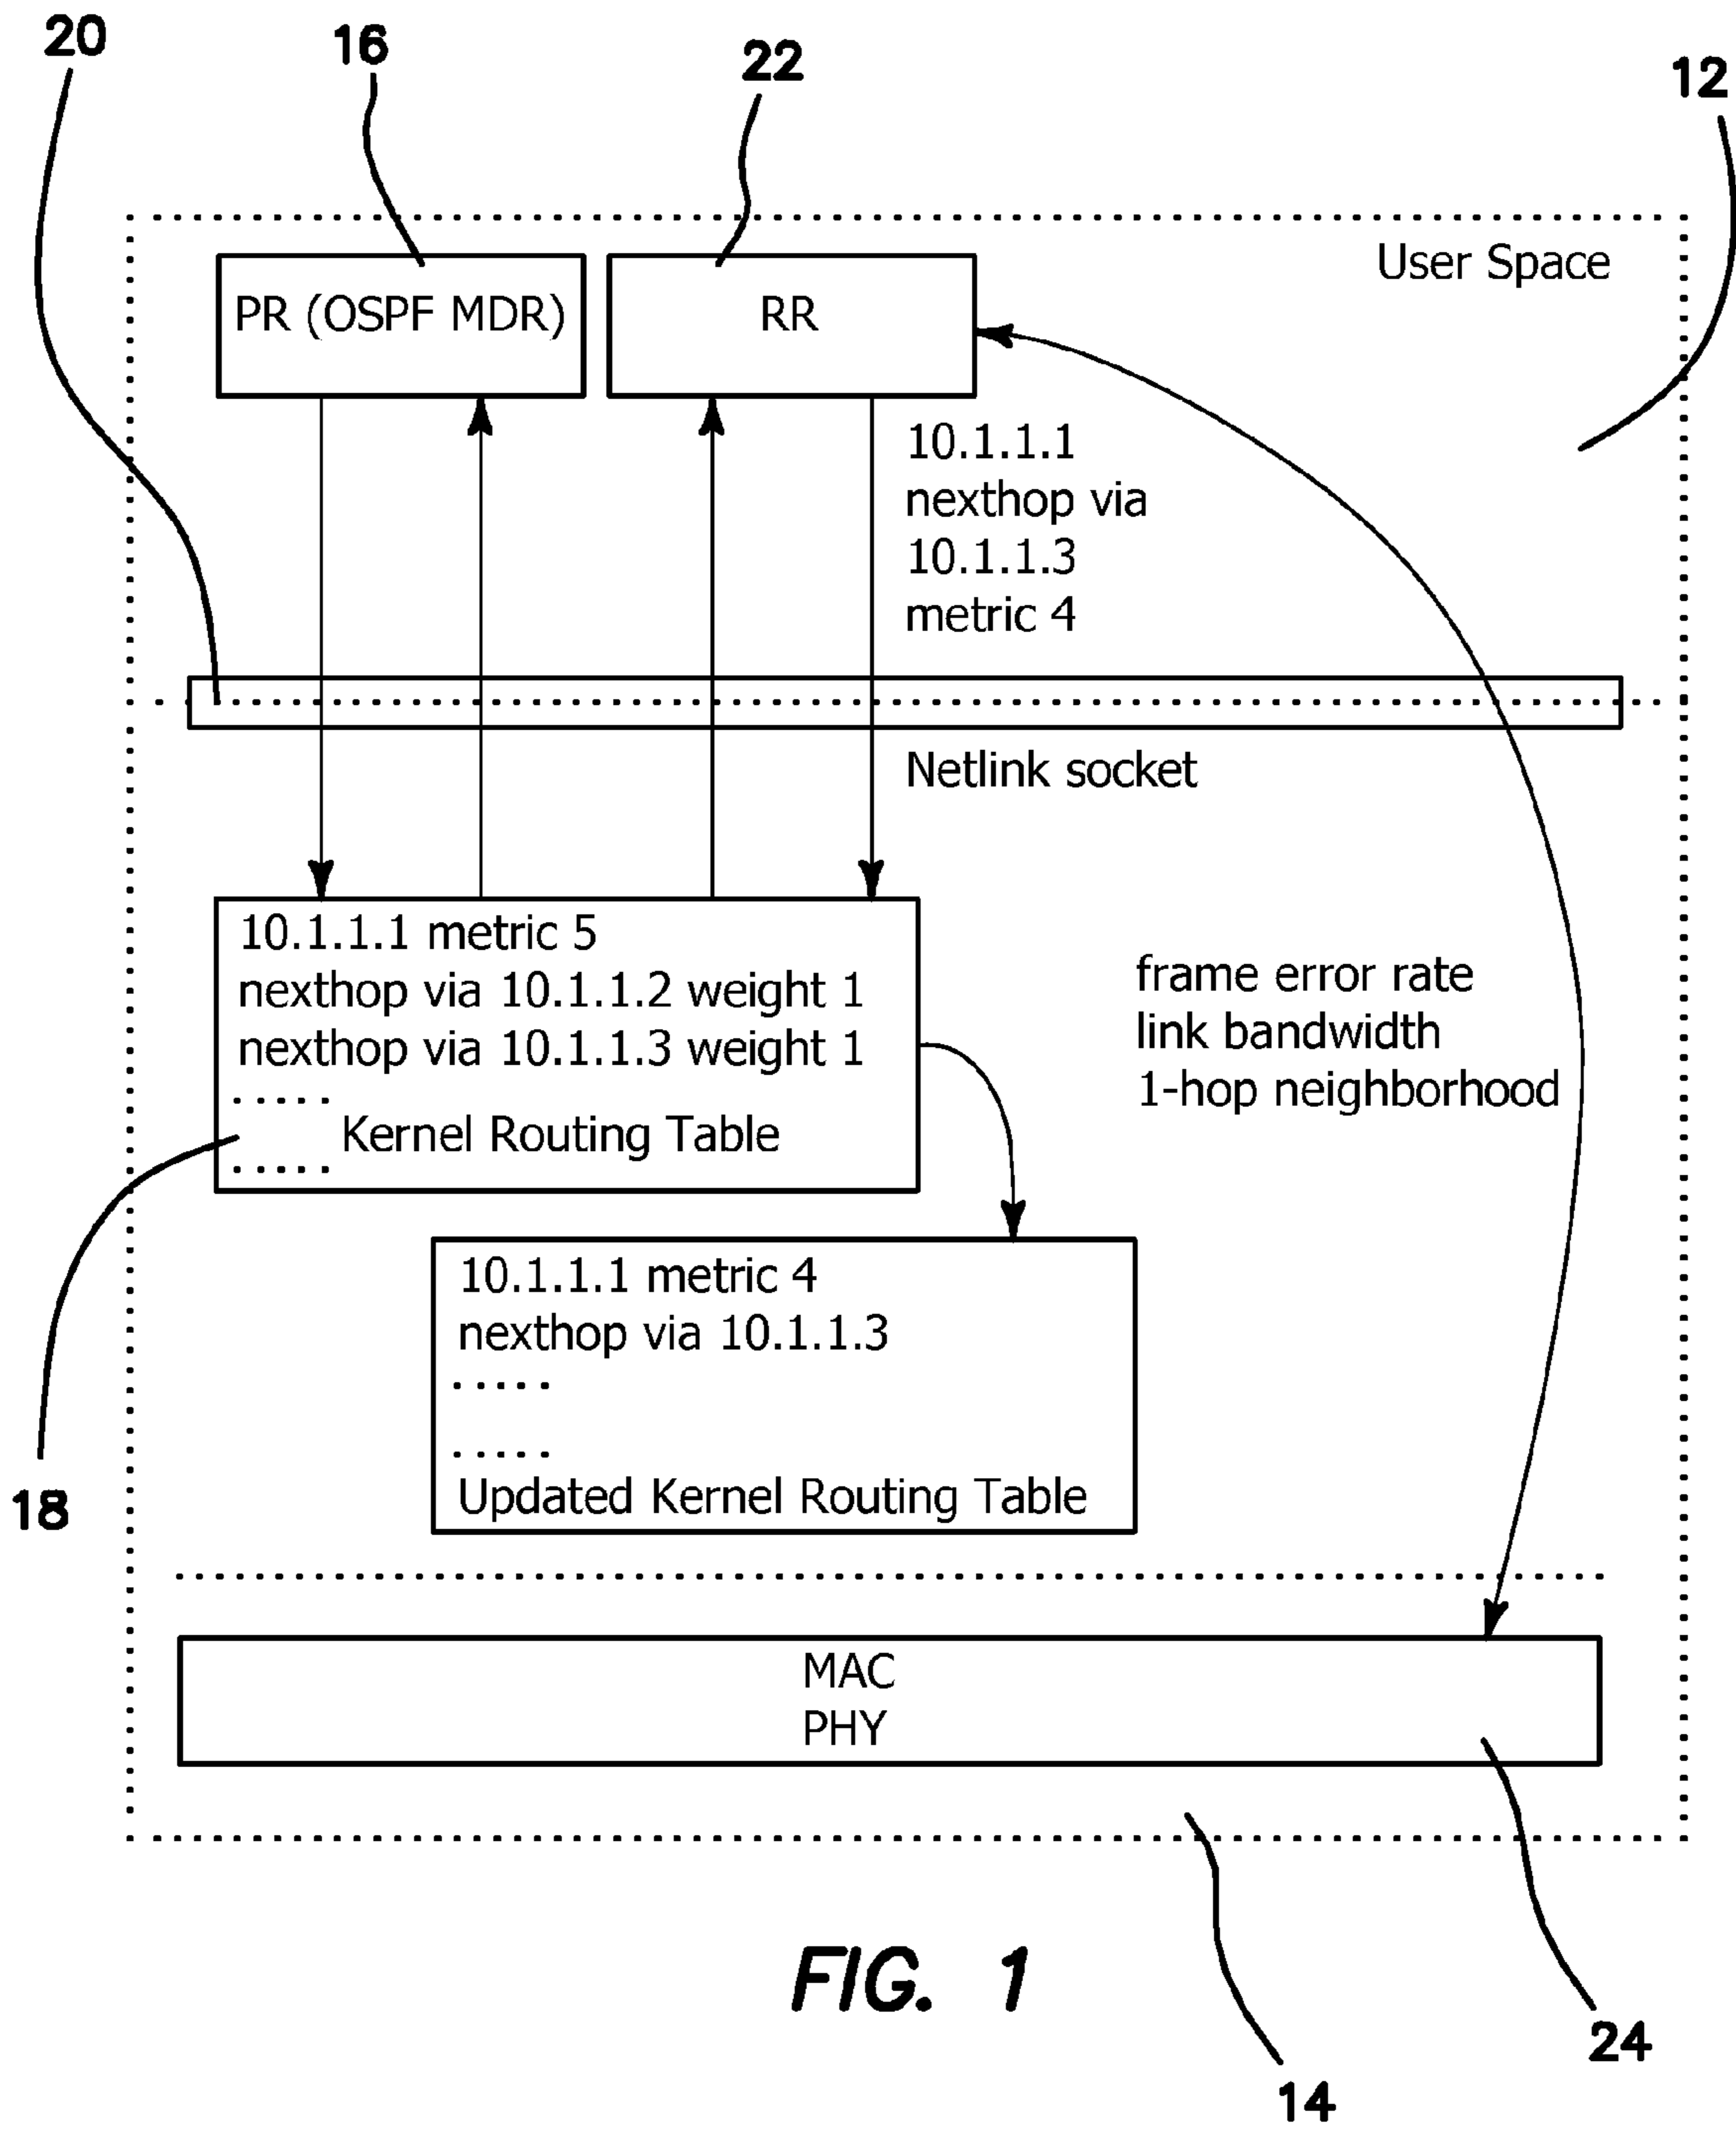 20
16
22
12
User Space
PR (OSPF MDR)
RR
10.1.1.1
nexthop via
10.1.1.3
metric 4
Netlink socket
10.1.1.1 metric 5
nexthop via 10.1.1.2 weight 1
nexthop via 10.1.1.3 weight 1
.....
Kernel Routing Table
.....
frame error rate
link bandwidth
1-hop neighborhood
10.1.1.1 metric 4
nexthop via 10.1.1.3
.....
.....
Updated Kernel Routing Table
18
MAC
PHY
FIG. 1
24
14